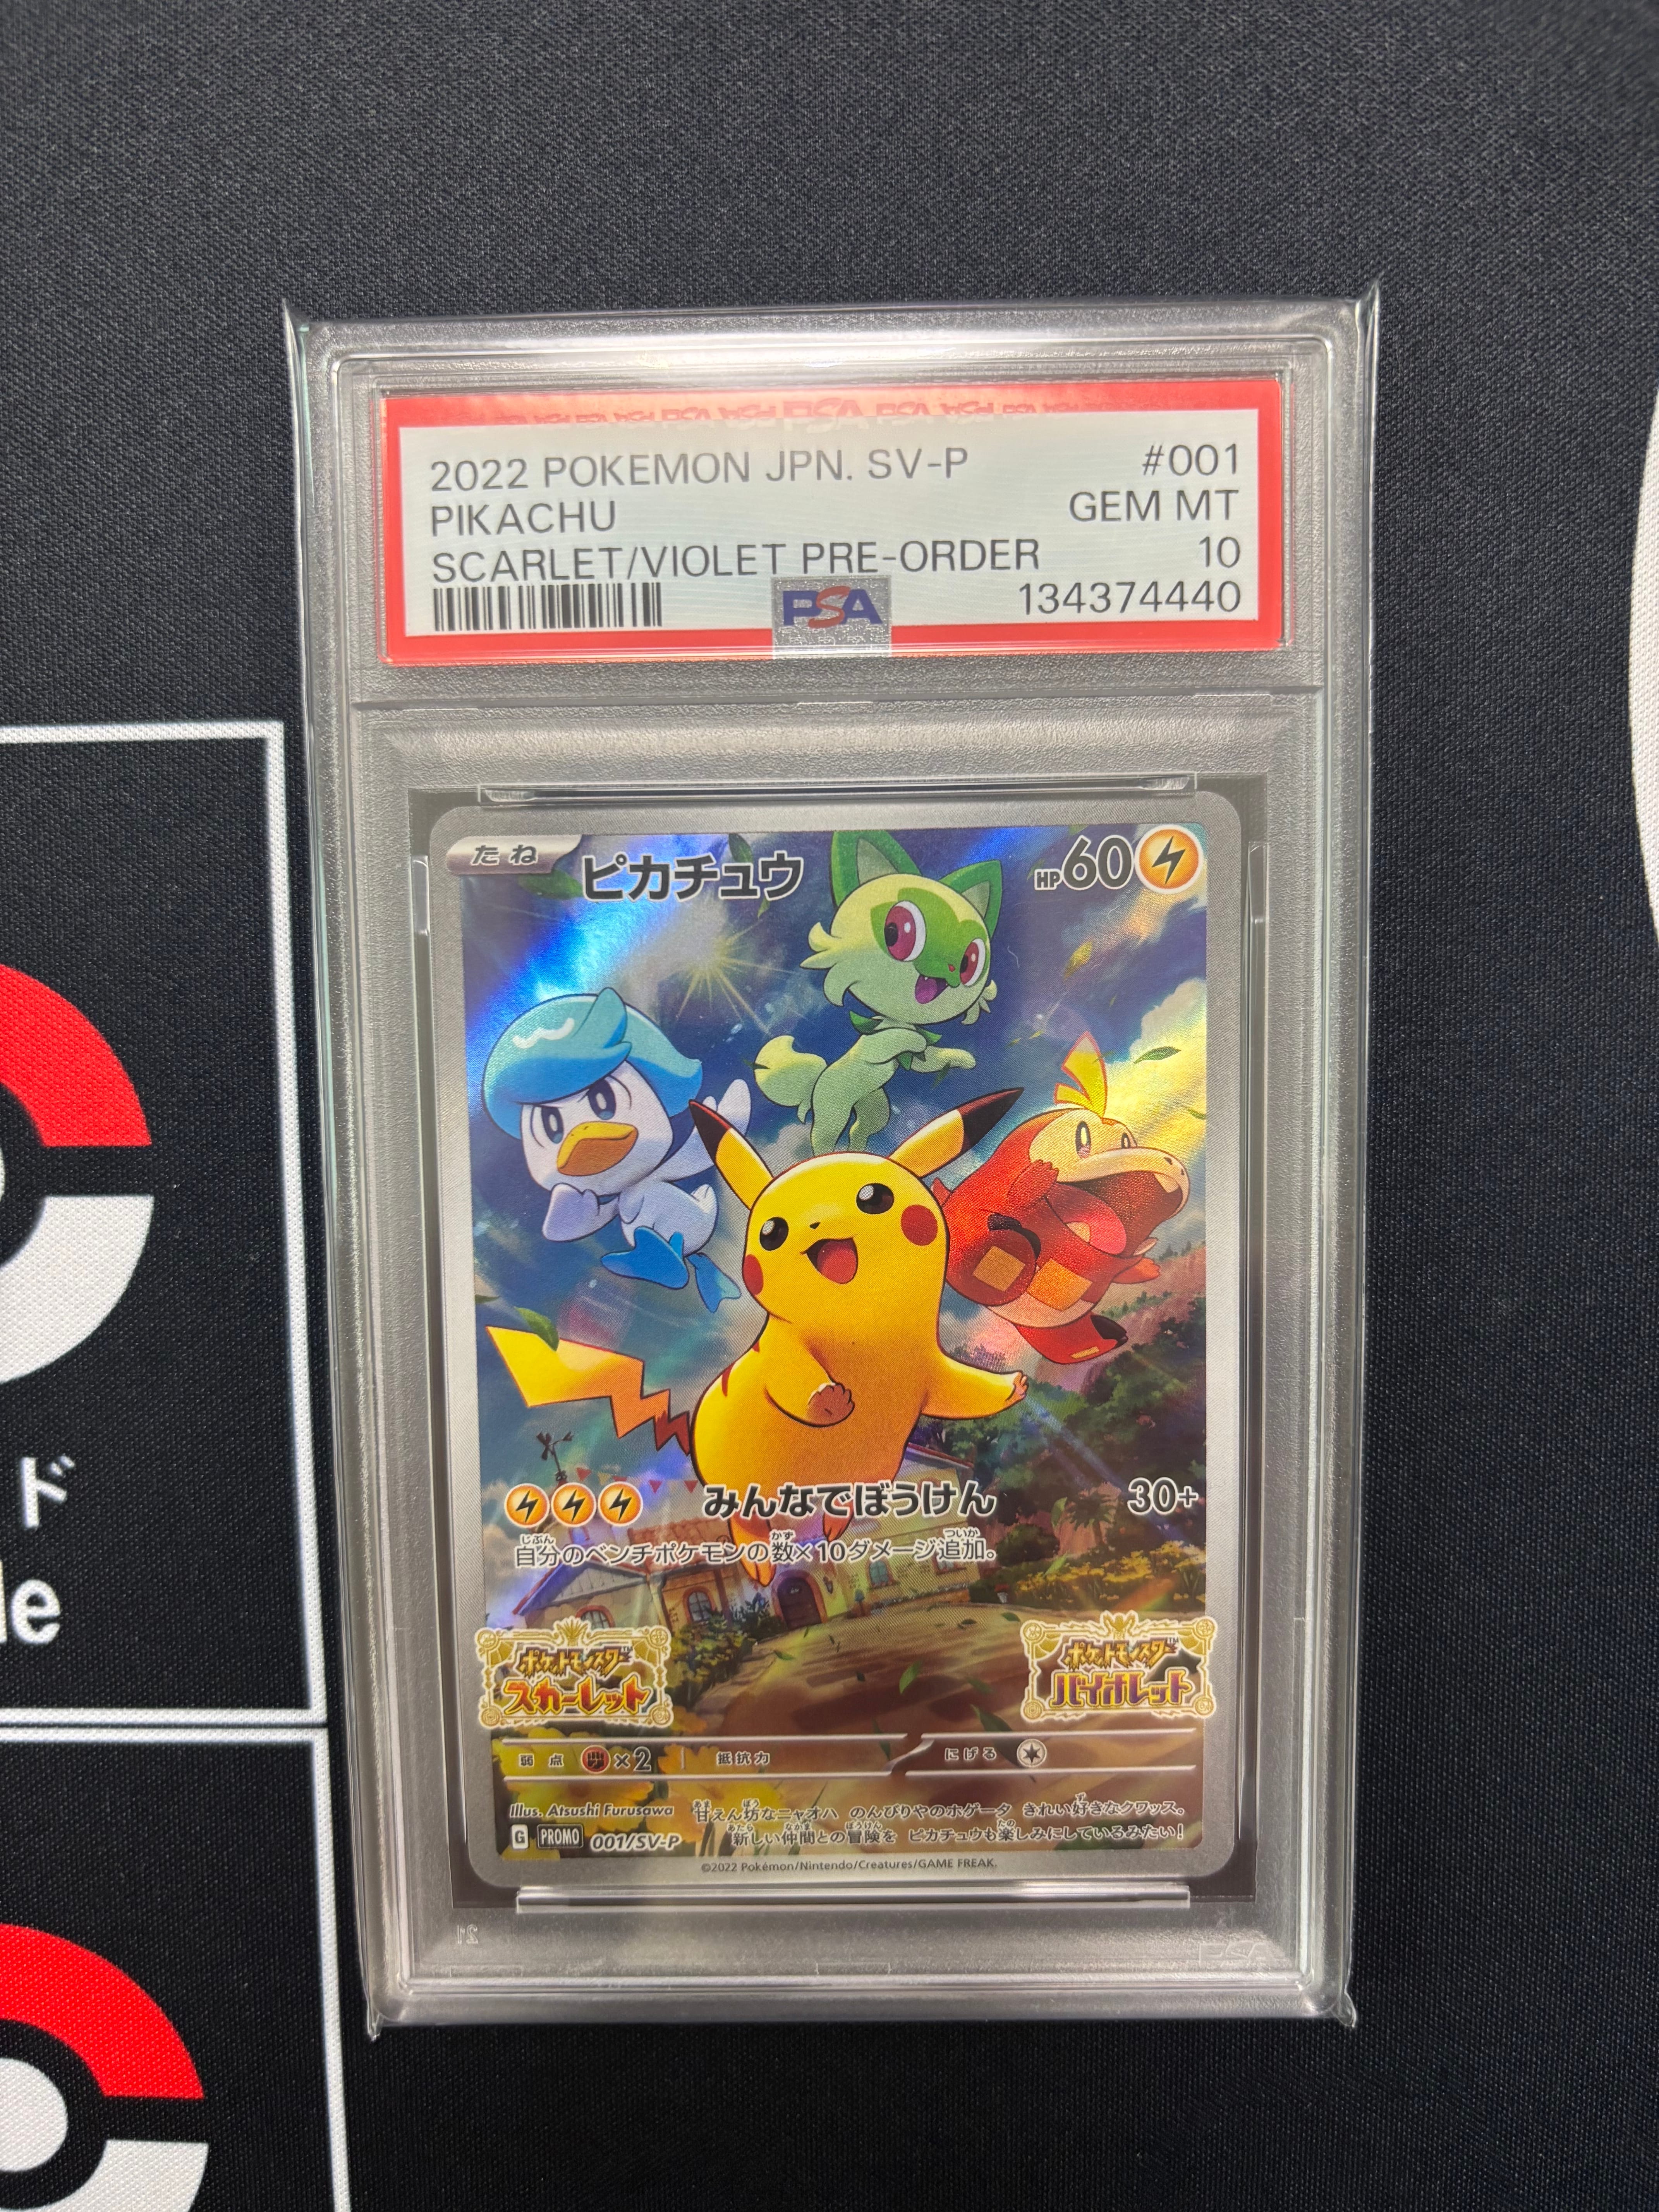 2022 POKEMON JPN. SV-P #001
PIKACHU GEM MT
SCARLET/VIOLET PRE-ORDER 10
PSA 134374440
たね ピカチュウ HP60
みんなでぼうけん 30+
自分のベンチポケモンの数×10ダメージ追加。
ポケットモンスター スカーレット
ポケットモンスター バイオレット
弱点 ×2 抵抗力 にげる
Illus. Atsushi Furusawa
甘えん坊なニャオハ のんびりやのホゲータ きれい好きなクワッス。
新しい仲間との冒険を ピカチュウも楽しみにしているみたい!
G PROMO 001/SV-P
©2022 Pokémon/Nintendo/Creatures/GAME FREAK.
ド
le